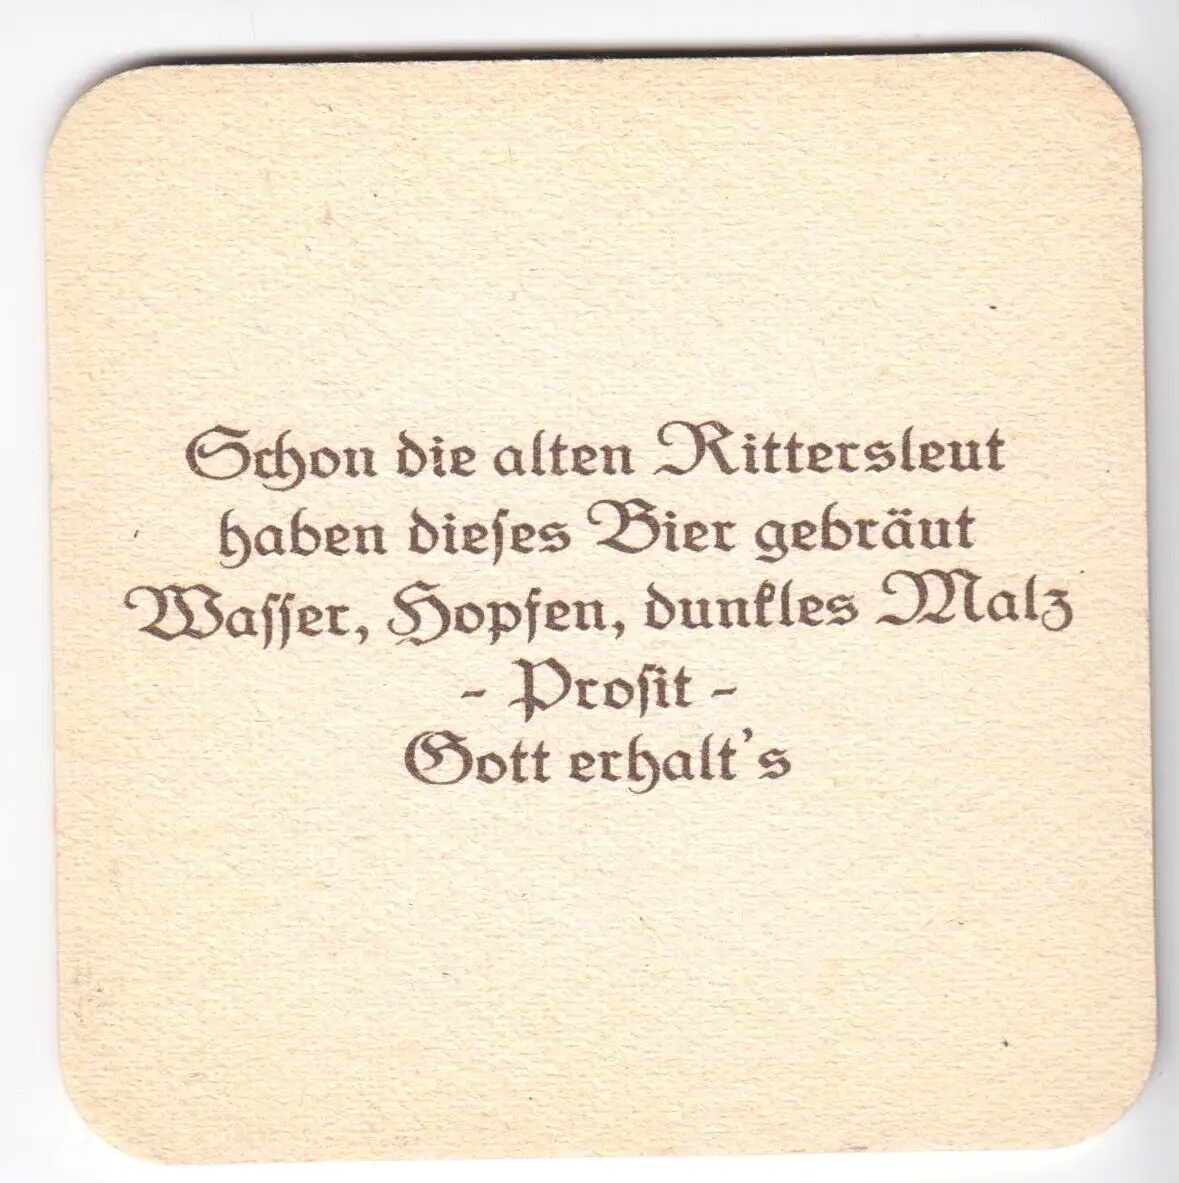 Schon die alten Rittersleut
haben dieses Bier gebräut
Wasser, Hopfen, dunkles Malz
- Prosit -
Gott erhalt's